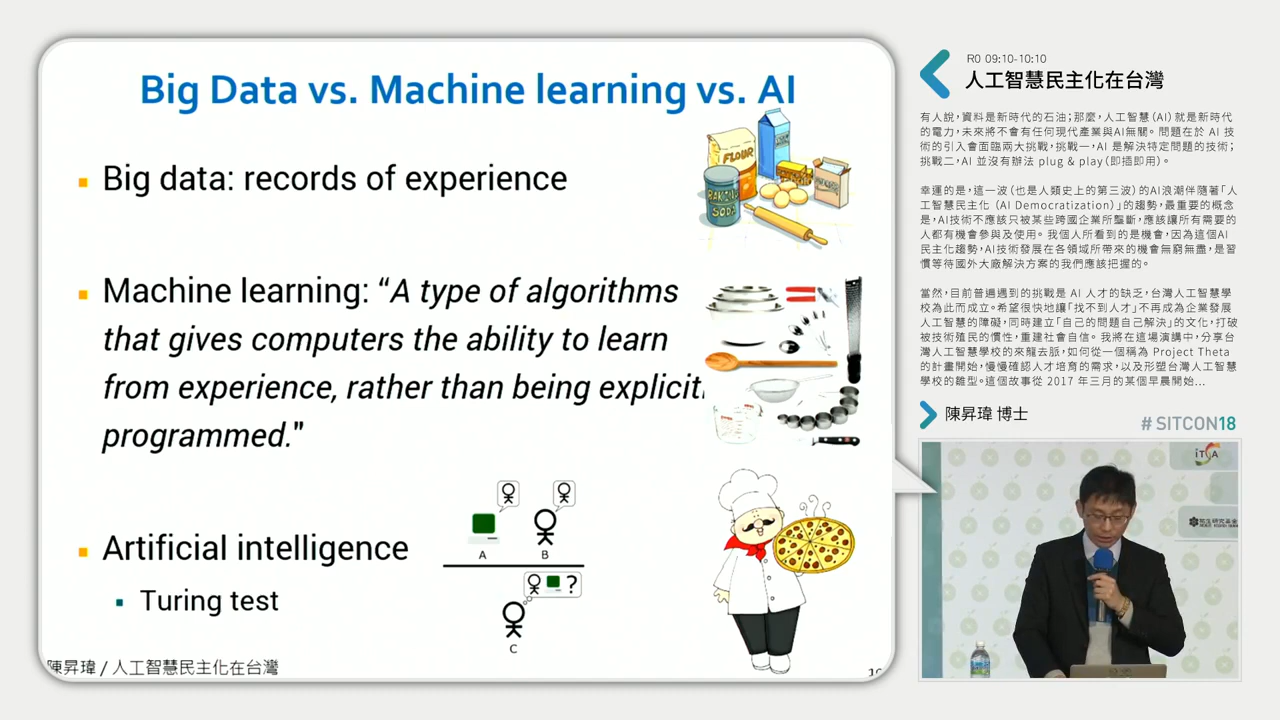 Big Data vs. Machine learning vs. AI
Big data: records of experience
FLOUR
BAKING
SODA
Machine learning: “A type of algorithms
that gives computers the ability to learn
from experience, rather than being explicit
programmed."
A
B
?
C
Artificial intelligence
Turing test
陳昇瑋 / 人工智慧民主化在台灣
R0 09:10-10:10
人工智慧民主化在台灣
有人說，資料是新時代的石油；那麼，人工智慧（AI）就是新時代
的電力，未來將不會有任何現代產業與AI無關。問題在於 AI 技
術的引入會面臨兩大挑戰，挑戰一，AI 是解決特定問題的技術；
挑戰二，AI 並沒有辦法 plug & play（即插即用）。
幸運的是，這一波（也是人類史上的第三波）的AI浪潮伴隨著「人
工智慧民主化（AI Democratization）」的趨勢，最重要的概念
是，AI技術不應該只被某些跨國企業所壟斷，應該讓所有需要的
人都有機會參與及使用。我個人所看到的是機會，因為這個AI
民主化趨勢，AI技術發展在各領域所帶來的機會無窮無盡，是習
慣等待國外大廠解決方案的我們應該把握的。
當然，目前普遍遇到的挑戰是 AI 人才的缺乏，台灣人工智慧學
校為此而成立。希望很快地讓「找不到人才」不再成為企業發展
人工智慧的障礙，同時建立「自己的問題自己解決」的文化，打破
被技術殖民的慣性，重建社會自信。我將在這場演講中，分享台
灣人工智慧學校的來龍去脈，如何從一個稱為 Project Theta
的計畫開始，慢慢確認人才培育的需求，以及形塑台灣人工智慧
學校的雛型。這個故事從 2017 年三月的某個早晨開始...
陳昇瑋 博士
# SITCON18